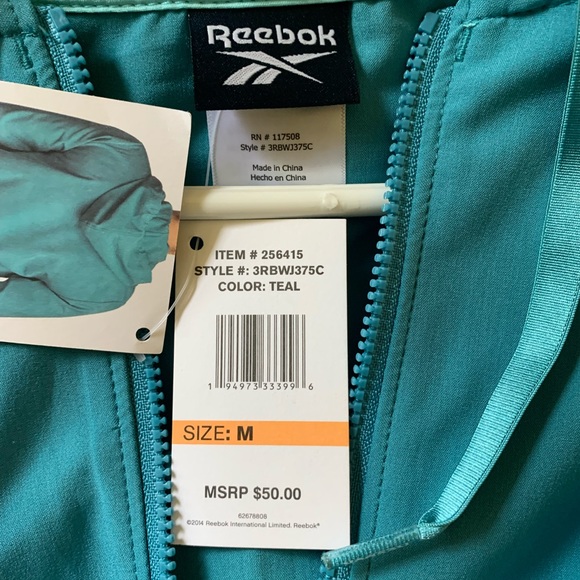 Reebok
RN # 117508
Style # 3RBWJ375C
Made in China
Hecho en China
ITEM # 256415
STYLE #: 3RBWJ375C
COLOR: TEAL
1 94973 33399 6
SIZE: M
MSRP $50.00
62678808
©2014 Reebok International Limited. Reebok®